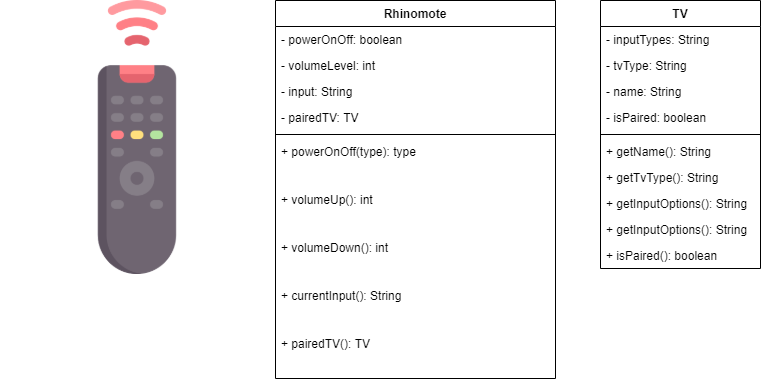 Rhinomote
- powerOnOff: boolean
- volumeLevel: int
- input: String
- pairedTV: TV
+ powerOnOff(type): type
+ volumeUp(): int
+ volumeDown(): int
+ currentInput(): String
+ pairedTV(): TV
TV
- inputTypes: String
- tvType: String
- name: String
- isPaired: boolean
+ getName(): String
+ getTvType(): String
+ getInputOptions(): String
+ getInputOptions(): String
+ isPaired(): boolean